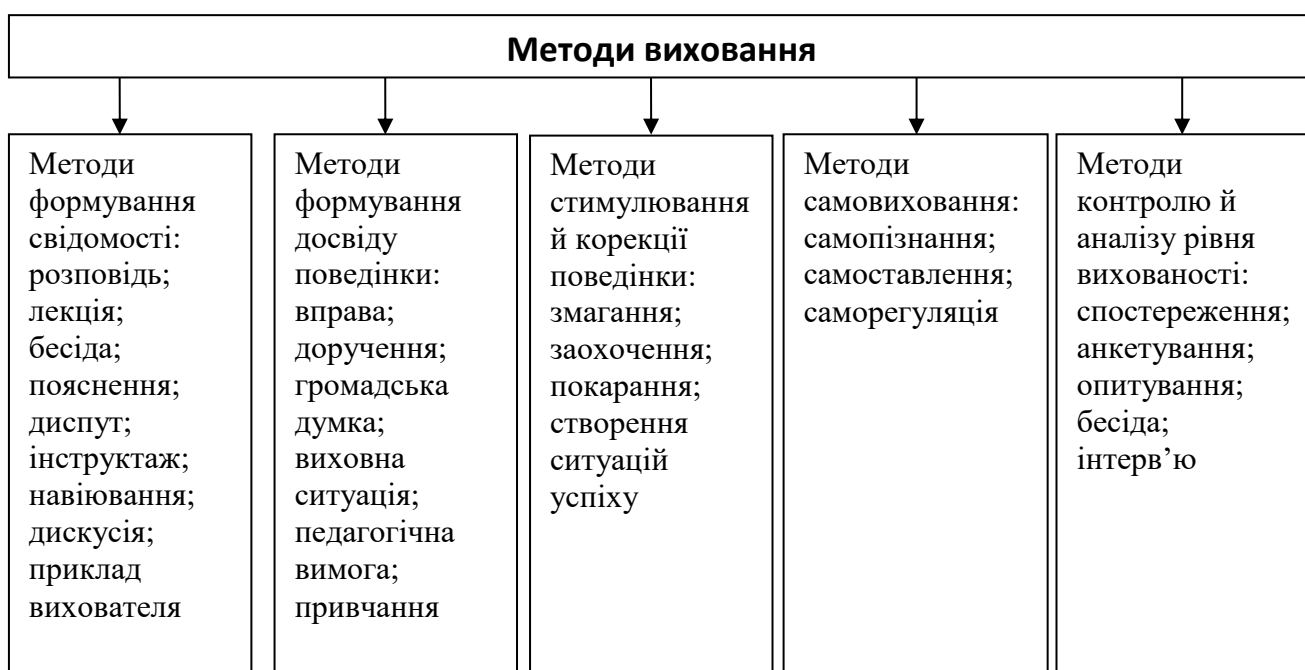 Методи виховання
Методи
формування
свідомості:
розповідь;
лекція;
бесіда;
пояснення;
диспут;
інструктаж;
навіювання;
дискусія;
приклад
вихователя
Методи
формування
досвіду
поведінки:
вправа;
доручення;
громадська
думка;
виховна
ситуація;
педагогічна
вимога;
привчання
Методи
стимулювання
й корекції
поведінки:
змагання;
заохочення;
покарання;
створення
ситуацій
успіху
Методи
самовиховання:
самопізнання;
самоставлення;
саморегуляція
Методи
контролю й
аналізу рівня
вихованості:
спостереження;
анкетування;
опитування;
бесіда;
інтерв’ю